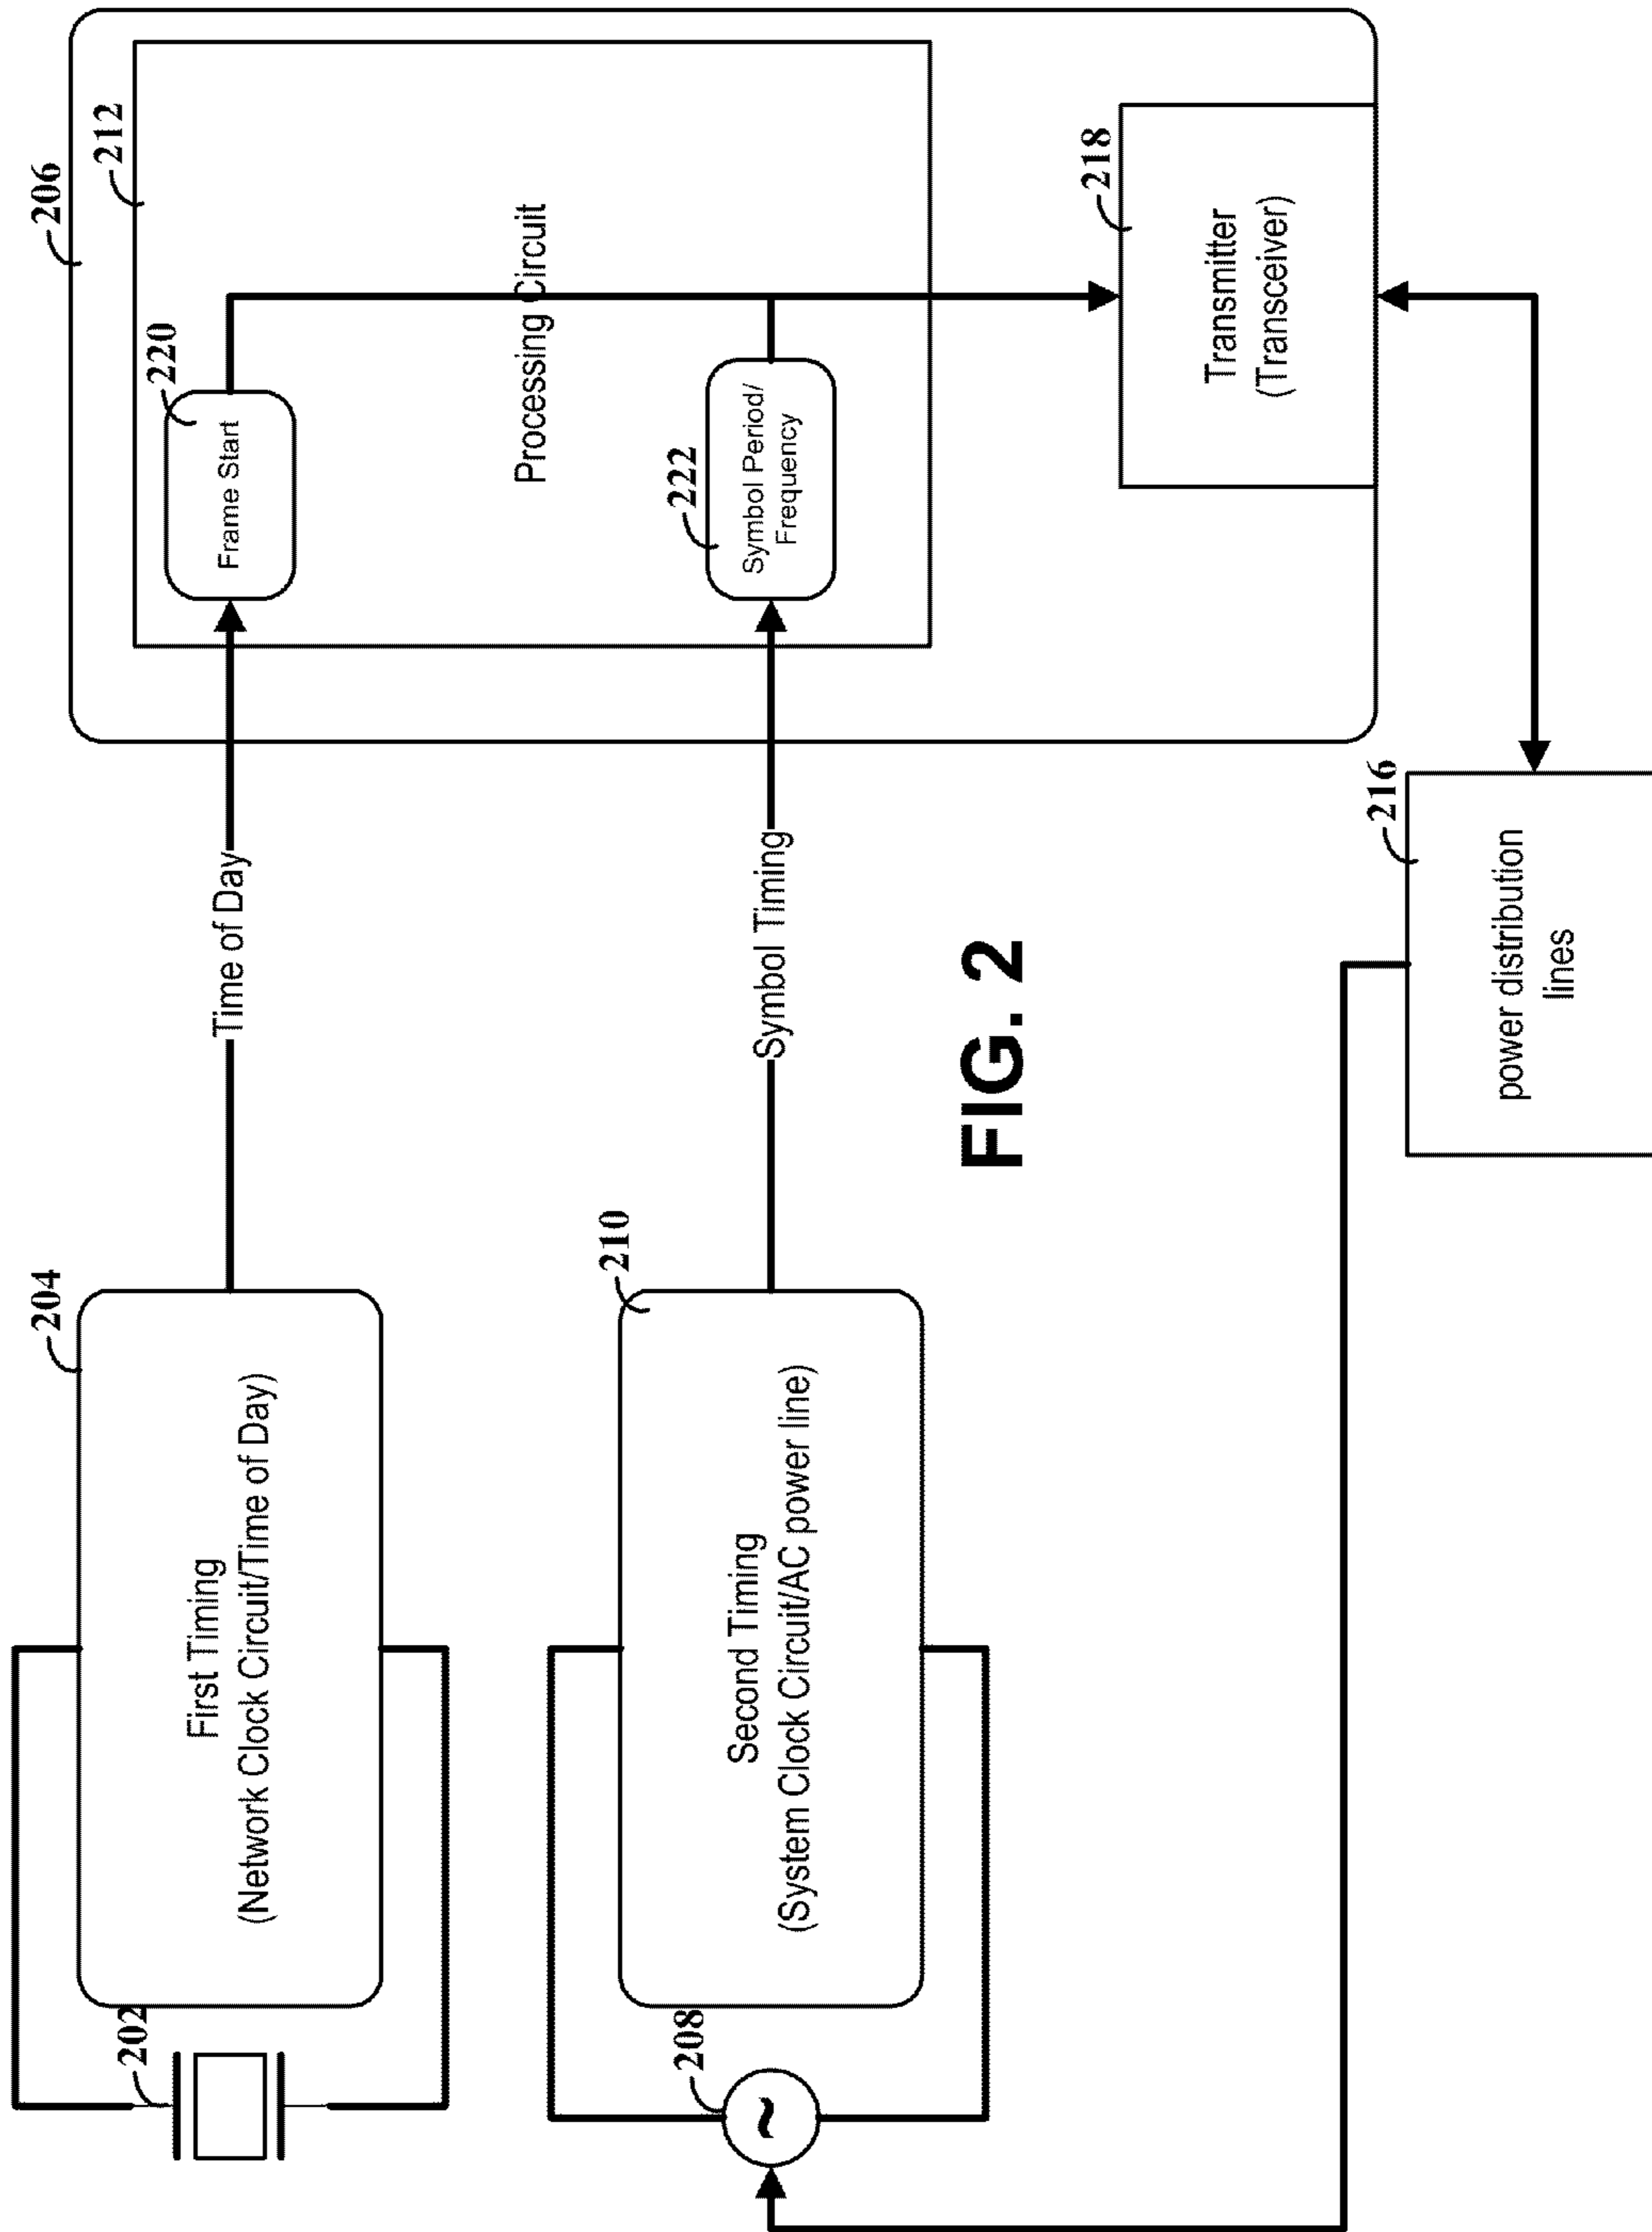 202
204
First Timing
(Network Clock Circuit/Time of Day)
Time of Day
206
212
220
Frame Start
Processing Circuit
208
~
210
Second Timing
(System Clock Circuit/AC power line)
Symbol Timing
222
Symbol Period/
Frequency
218
Transmitter
(Transceiver)
FIG. 2
216
power distribution
lines